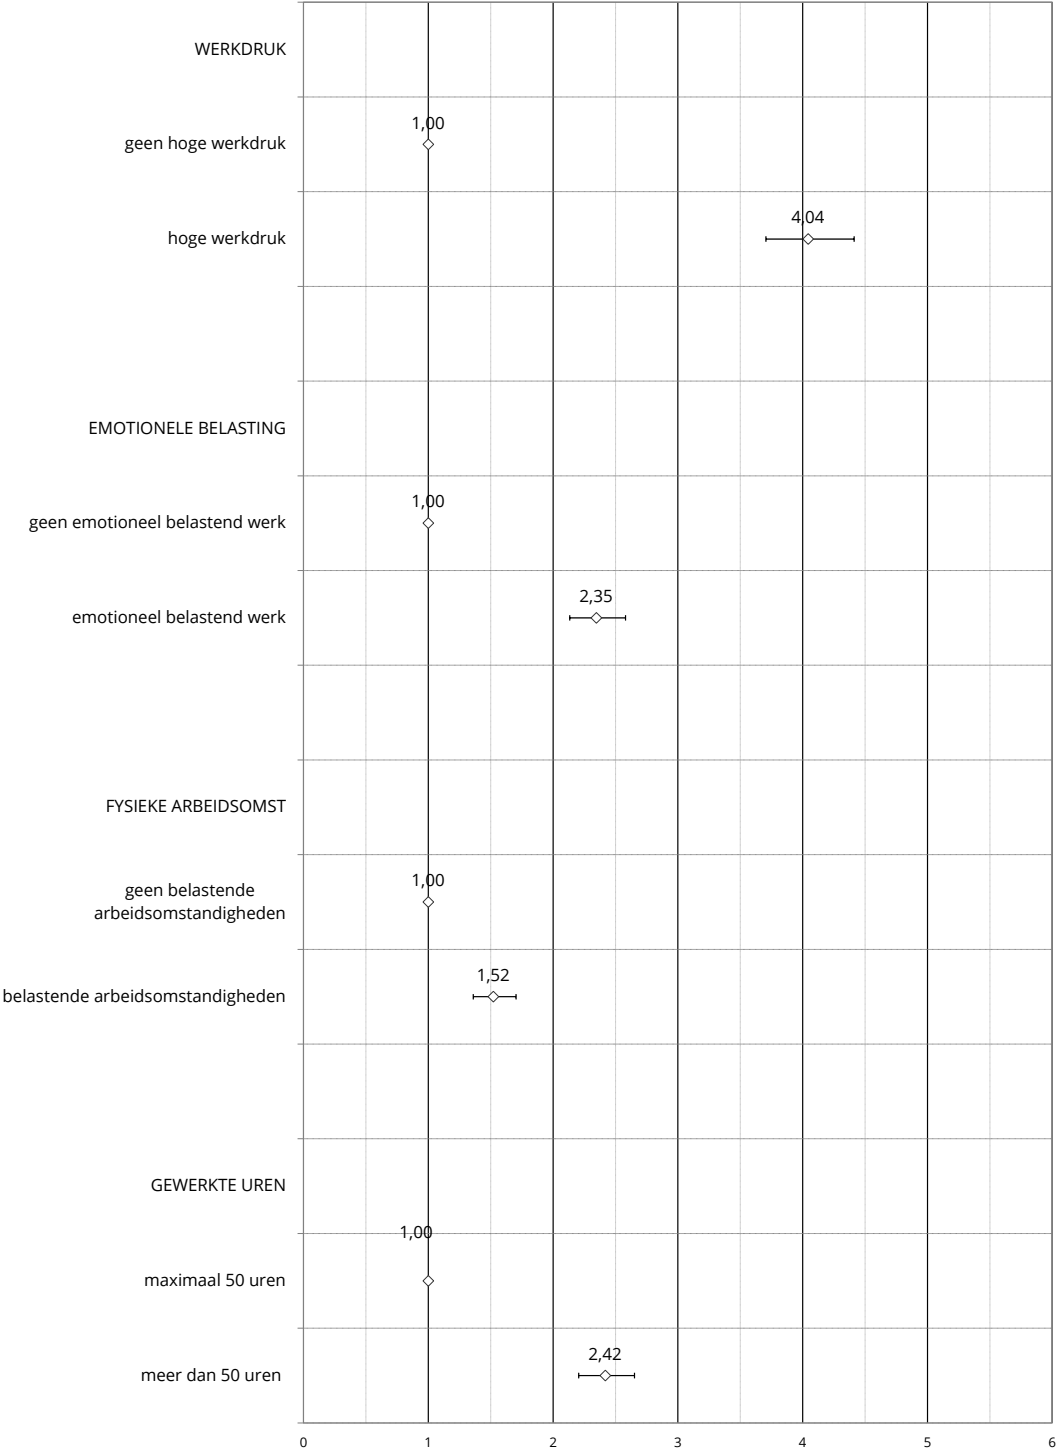 WERKDRUK
1,00
geen hoge werkdruk
4,04
hoge werkdruk
EMOTIONELE BELASTING
1,00
geen emotioneel belastend werk
2,35
emotioneel belastend werk
FYSIEKE ARBEIDSOMST
1,00
geen belastende
arbeidsomstandigheden
1,52
belastende arbeidsomstandigheden
GEWERKTE UREN
1,00
maximaal 50 uren
2,42
meer dan 50 uren
0 1 2 3 4 5 6